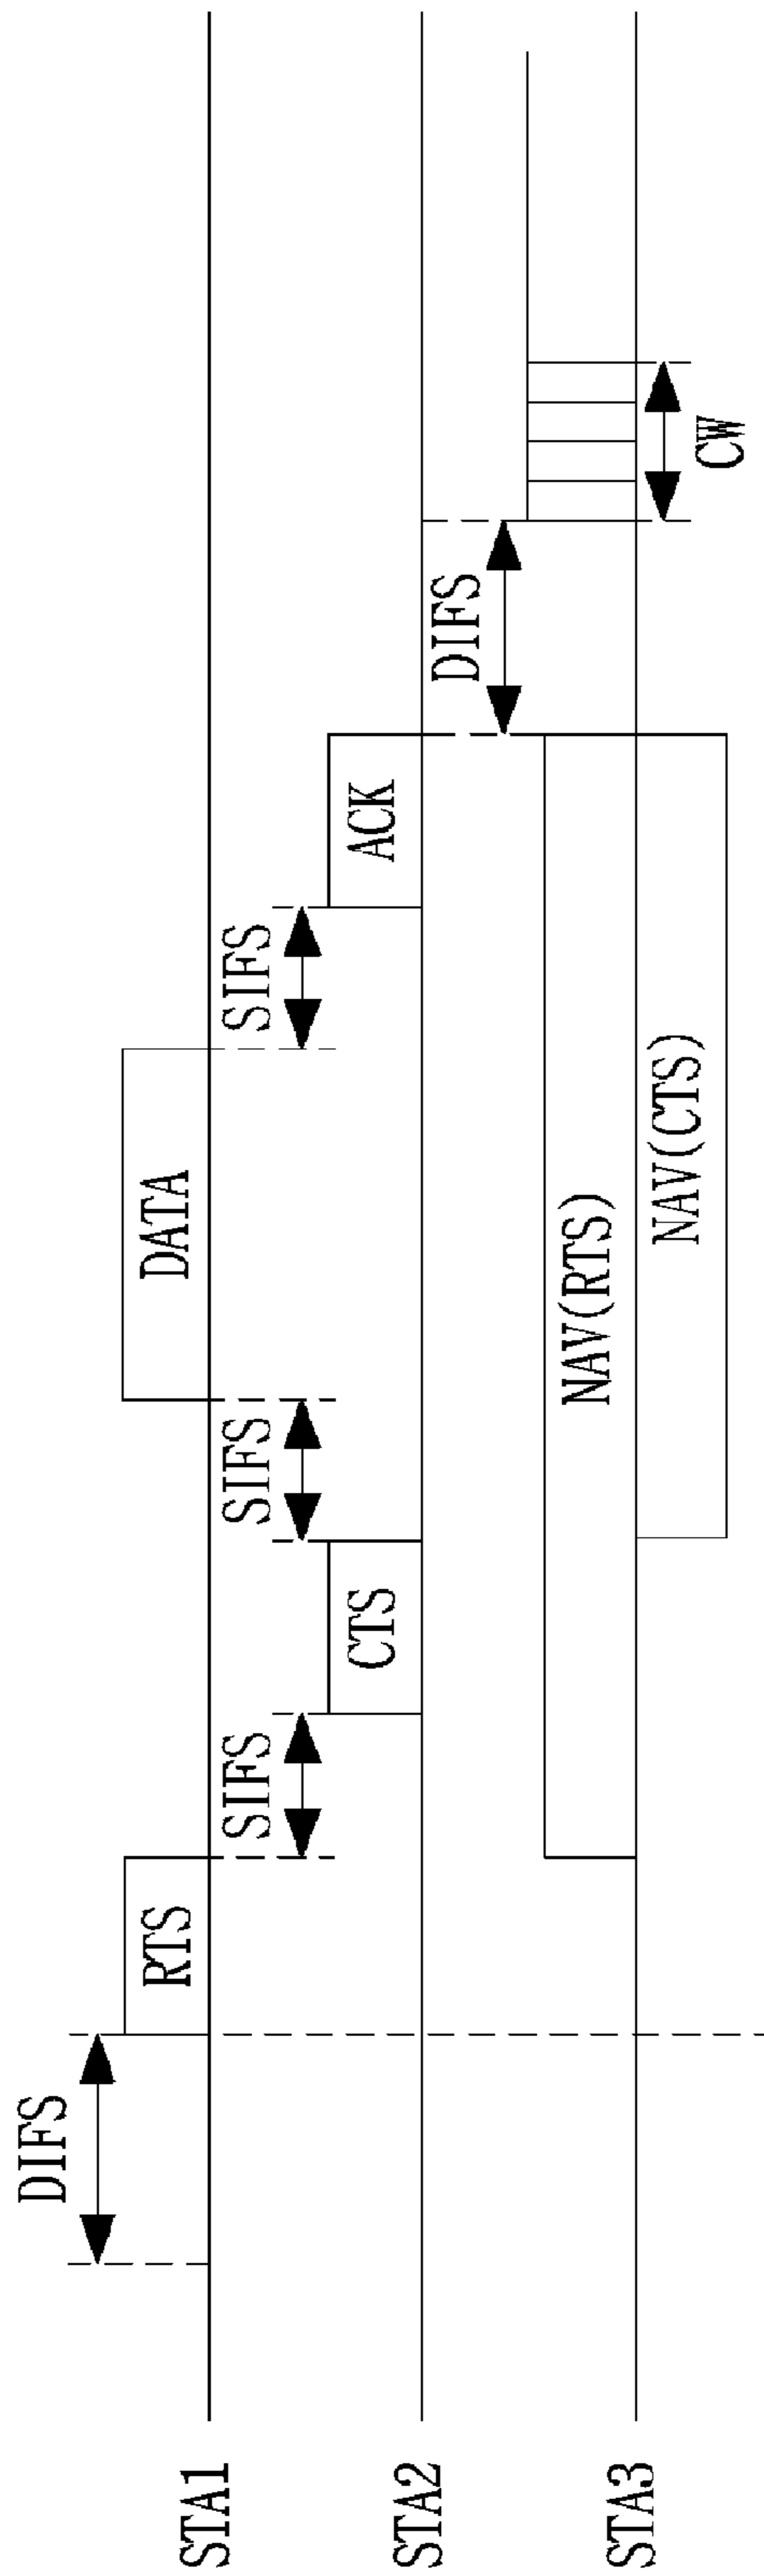 DIFS
RTS
DATA
STA1
SIFS
SIFS
SIFS
CTS
ACK
STA2
DIFS
NAV(RTS)
STA3
NAV(CTS)
CW